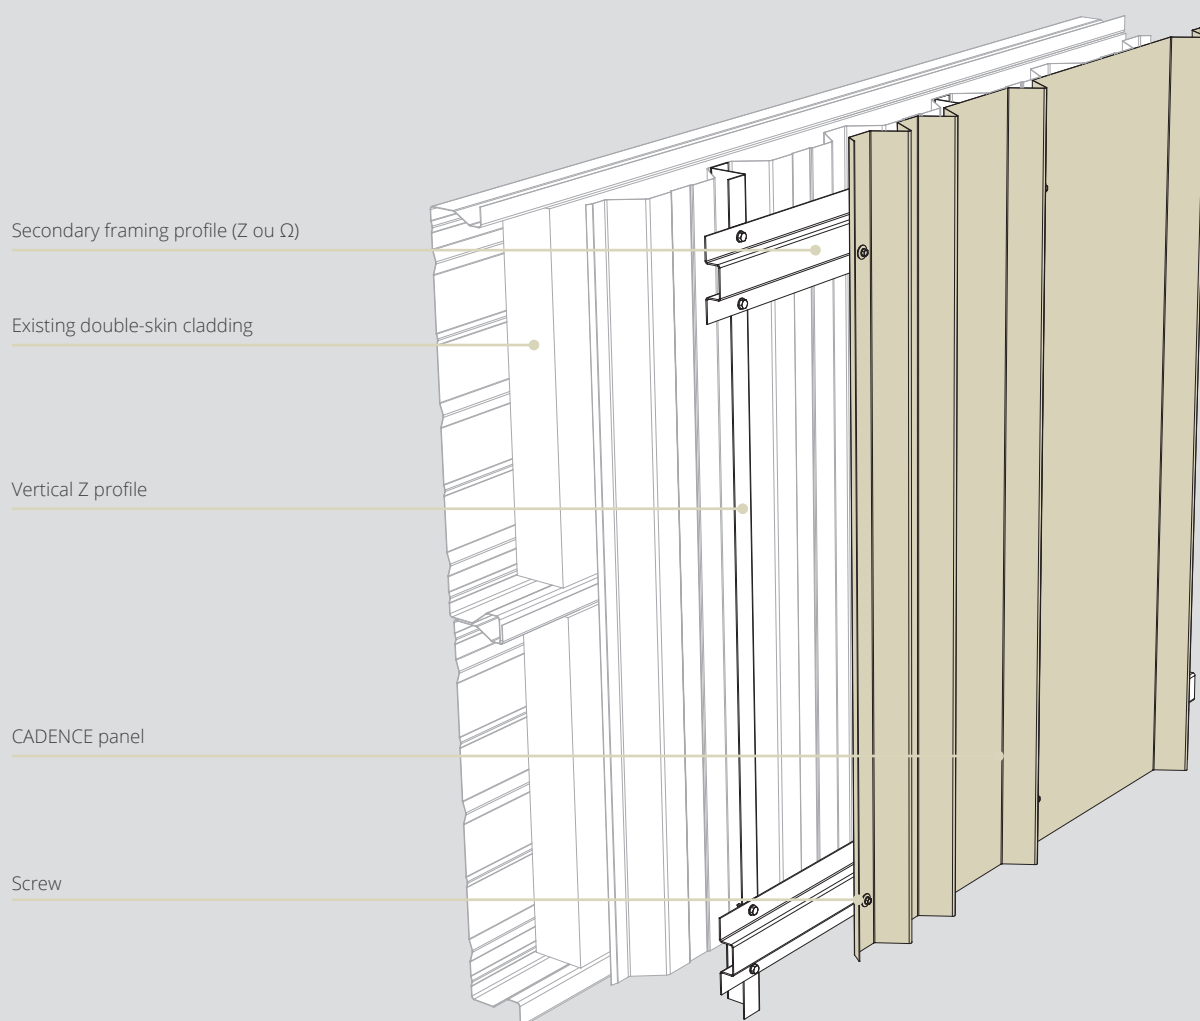 Secondary framing profile (Z ou Ω)
Existing double-skin cladding
Vertical Z profile
CADENCE panel
Screw